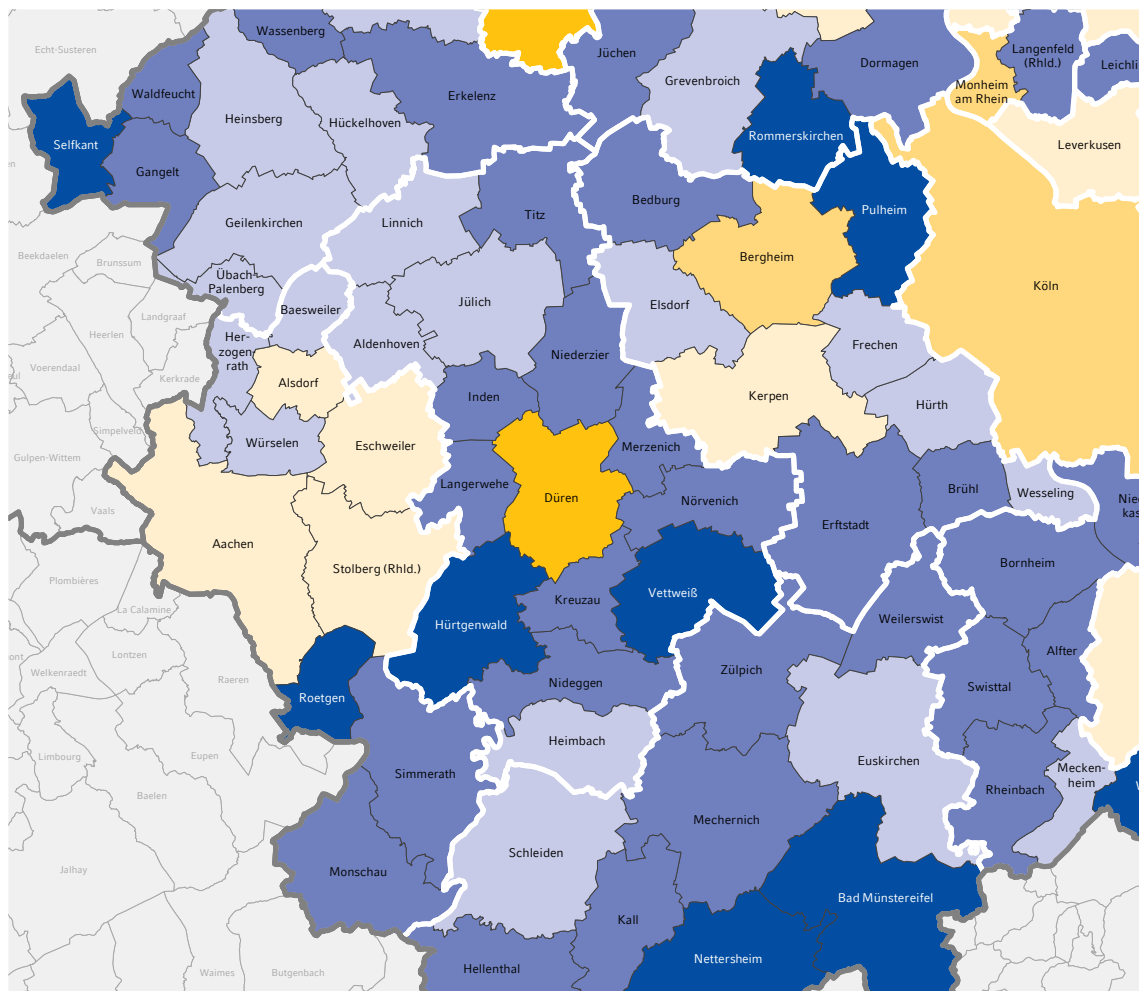 Echt-Susteren
Wassenberg
Jüchen
Langenfeld
(Rhld.)
Dormagen
Leichli
Grevenbroich
Monheim
am Rhein
Waldfeucht
Erkelenz
Heinsberg
Hückelhoven
Rommerskirchen
Leverkusen
Selfkant
Gangelt
Bedburg
Pulheim
Geilenkirchen
Linnich
Titz
Beekdaelen
Brunssum
Bergheim
Übach-
Palenberg
Köln
Baesweiler
Jülich
Elsdorf
Landgraaf
Heerlen
Her-
zogen-
rath
Aldenhoven
Niederzier
Frechen
Voerendaal
Kerkrade
Alsdorf
Inden
Kerpen
Hürth
Simpelveld
Würselen
Eschweiler
Merzenich
Gulpen-Wittem
Langerwehe
Düren
Nörvenich
Brühl
Wesseling
Nied
kas
Vaals
Erftstadt
Aachen
Stolberg (Rhld.)
Bornheim
Plombières
Vettweiß
Kreuzau
La Calamine
Hürtgenwald
Weilerswist
Lontzen
Alfter
mont
Welkenraedt
Raeren
Roetgen
Nideggen
Zülpich
Swisttal
Heimbach
Limbourg
Eupen
Simmerath
Euskirchen
Mecken-
heim
Baelen
Rheinbach
Mechernich
Schleiden
Jalhay
Monschau
Bad Münstereifel
Kall
Nettersheim
Hellenthal
Waimes
Butgenbach